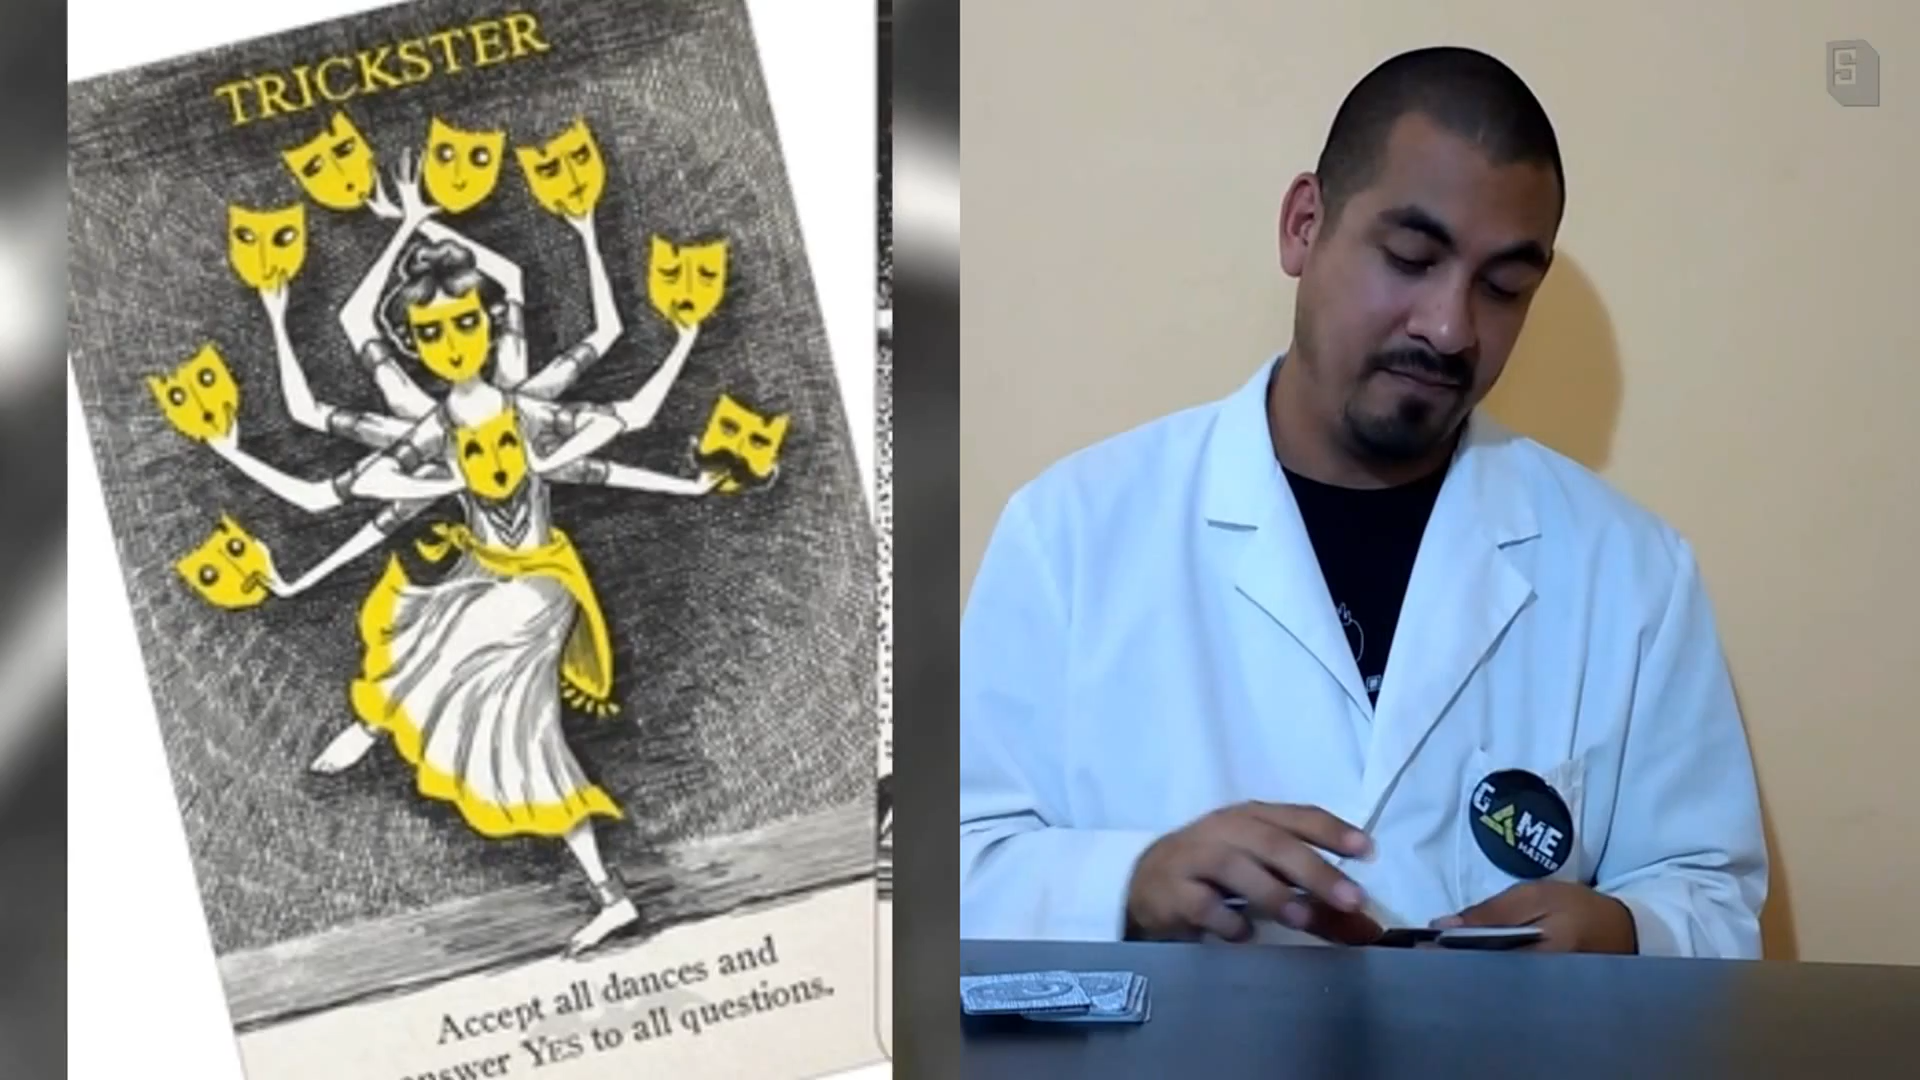 TRICKSTER
Accept all dances and
answer YES to all questions.
GAME
MASTER
S